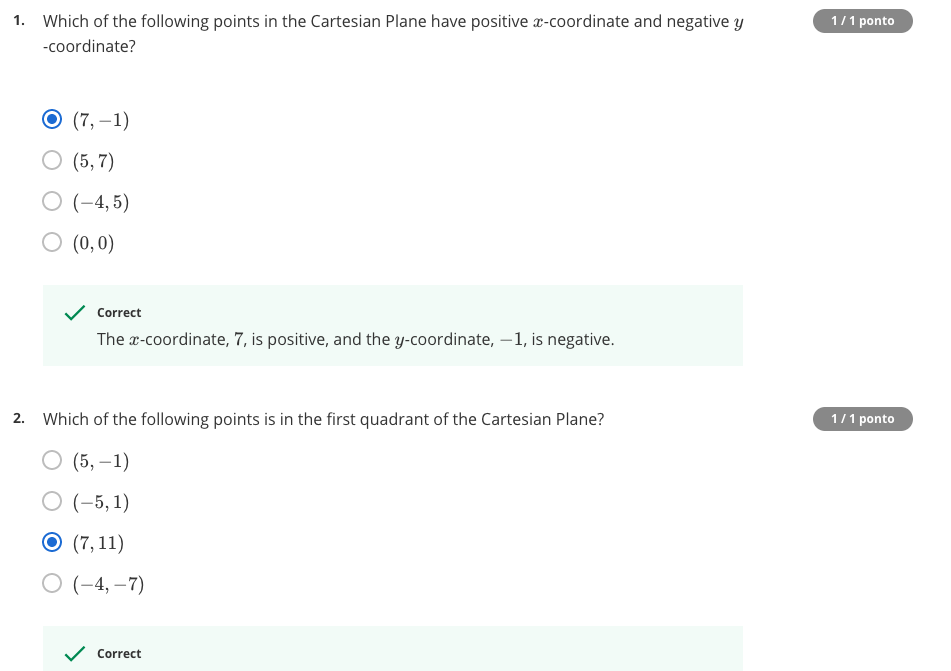 1. Which of the following points in the Cartesian Plane have positive x-coordinate and negative y
-coordinate?
1 / 1 ponto
(7, −1)
(5, 7)
(−4, 5)
(0, 0)
Correct
The x-coordinate, 7, is positive, and the y-coordinate, −1, is negative.
2. Which of the following points is in the first quadrant of the Cartesian Plane?
1 / 1 ponto
(5, −1)
(−5, 1)
(7, 11)
(−4, −7)
Correct